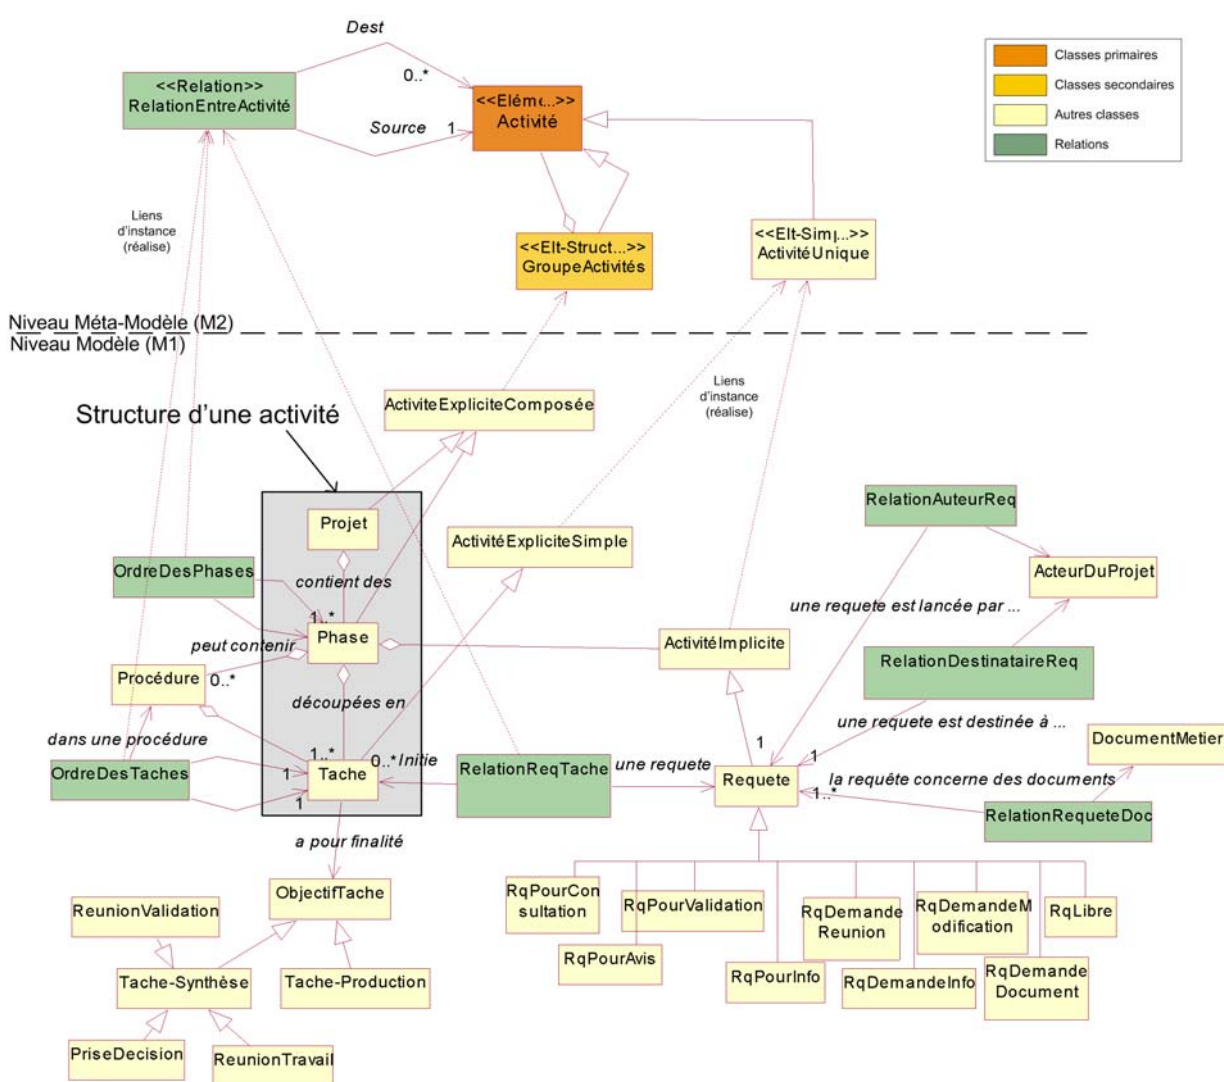 Dest
0..*
<<Relation>>
RelationEntreActivité
Source
1
<<Eléme...>>
Activité
Classes primaires
Classes secondaires
Autres classes
Relations
Liens
d'instance
(réalise)
<<Elt-Struct...>>
GroupeActivités
<<Elt-Simp...>>
ActivitéUnique
Niveau Méta-Modèle (M2)
Niveau Modèle (M1)
Structure d'une activité
ActiviteExpliciteComposée
Liens
d'instance
(réalise)
Projet
ActivitéExpliciteSimple
RelationAuteurReq
OrdreDesPhases
contient des
1..*
ActeurDuProjet
une requete est lancée par ...
Phase
peut contenir
0..*
ActivitéImplicite
RelationDestinataireReq
Procédure
découpées en
une requete est destinée à ...
dans une procédure
1..*
0..*
Initie
1
1
DocumentMetier
OrdreDesTaches
1
1
Tache
RelationReqTache
une requete
Requete
la requête concerne des documents
1..*
RelationRequeteDoc
a pour finalité
ObjectifTache
ReunionValidation
Tache-Synthèse
Tache-Production
PriseDecision
ReunionTravail
RqPourCon
sultation
RqPourValidation
RqDemande
Reunion
RqDemandeM
odification
RqLibre
RqPourAvis
RqPourInfo
RqDemandeInfo
RqDemande
Document